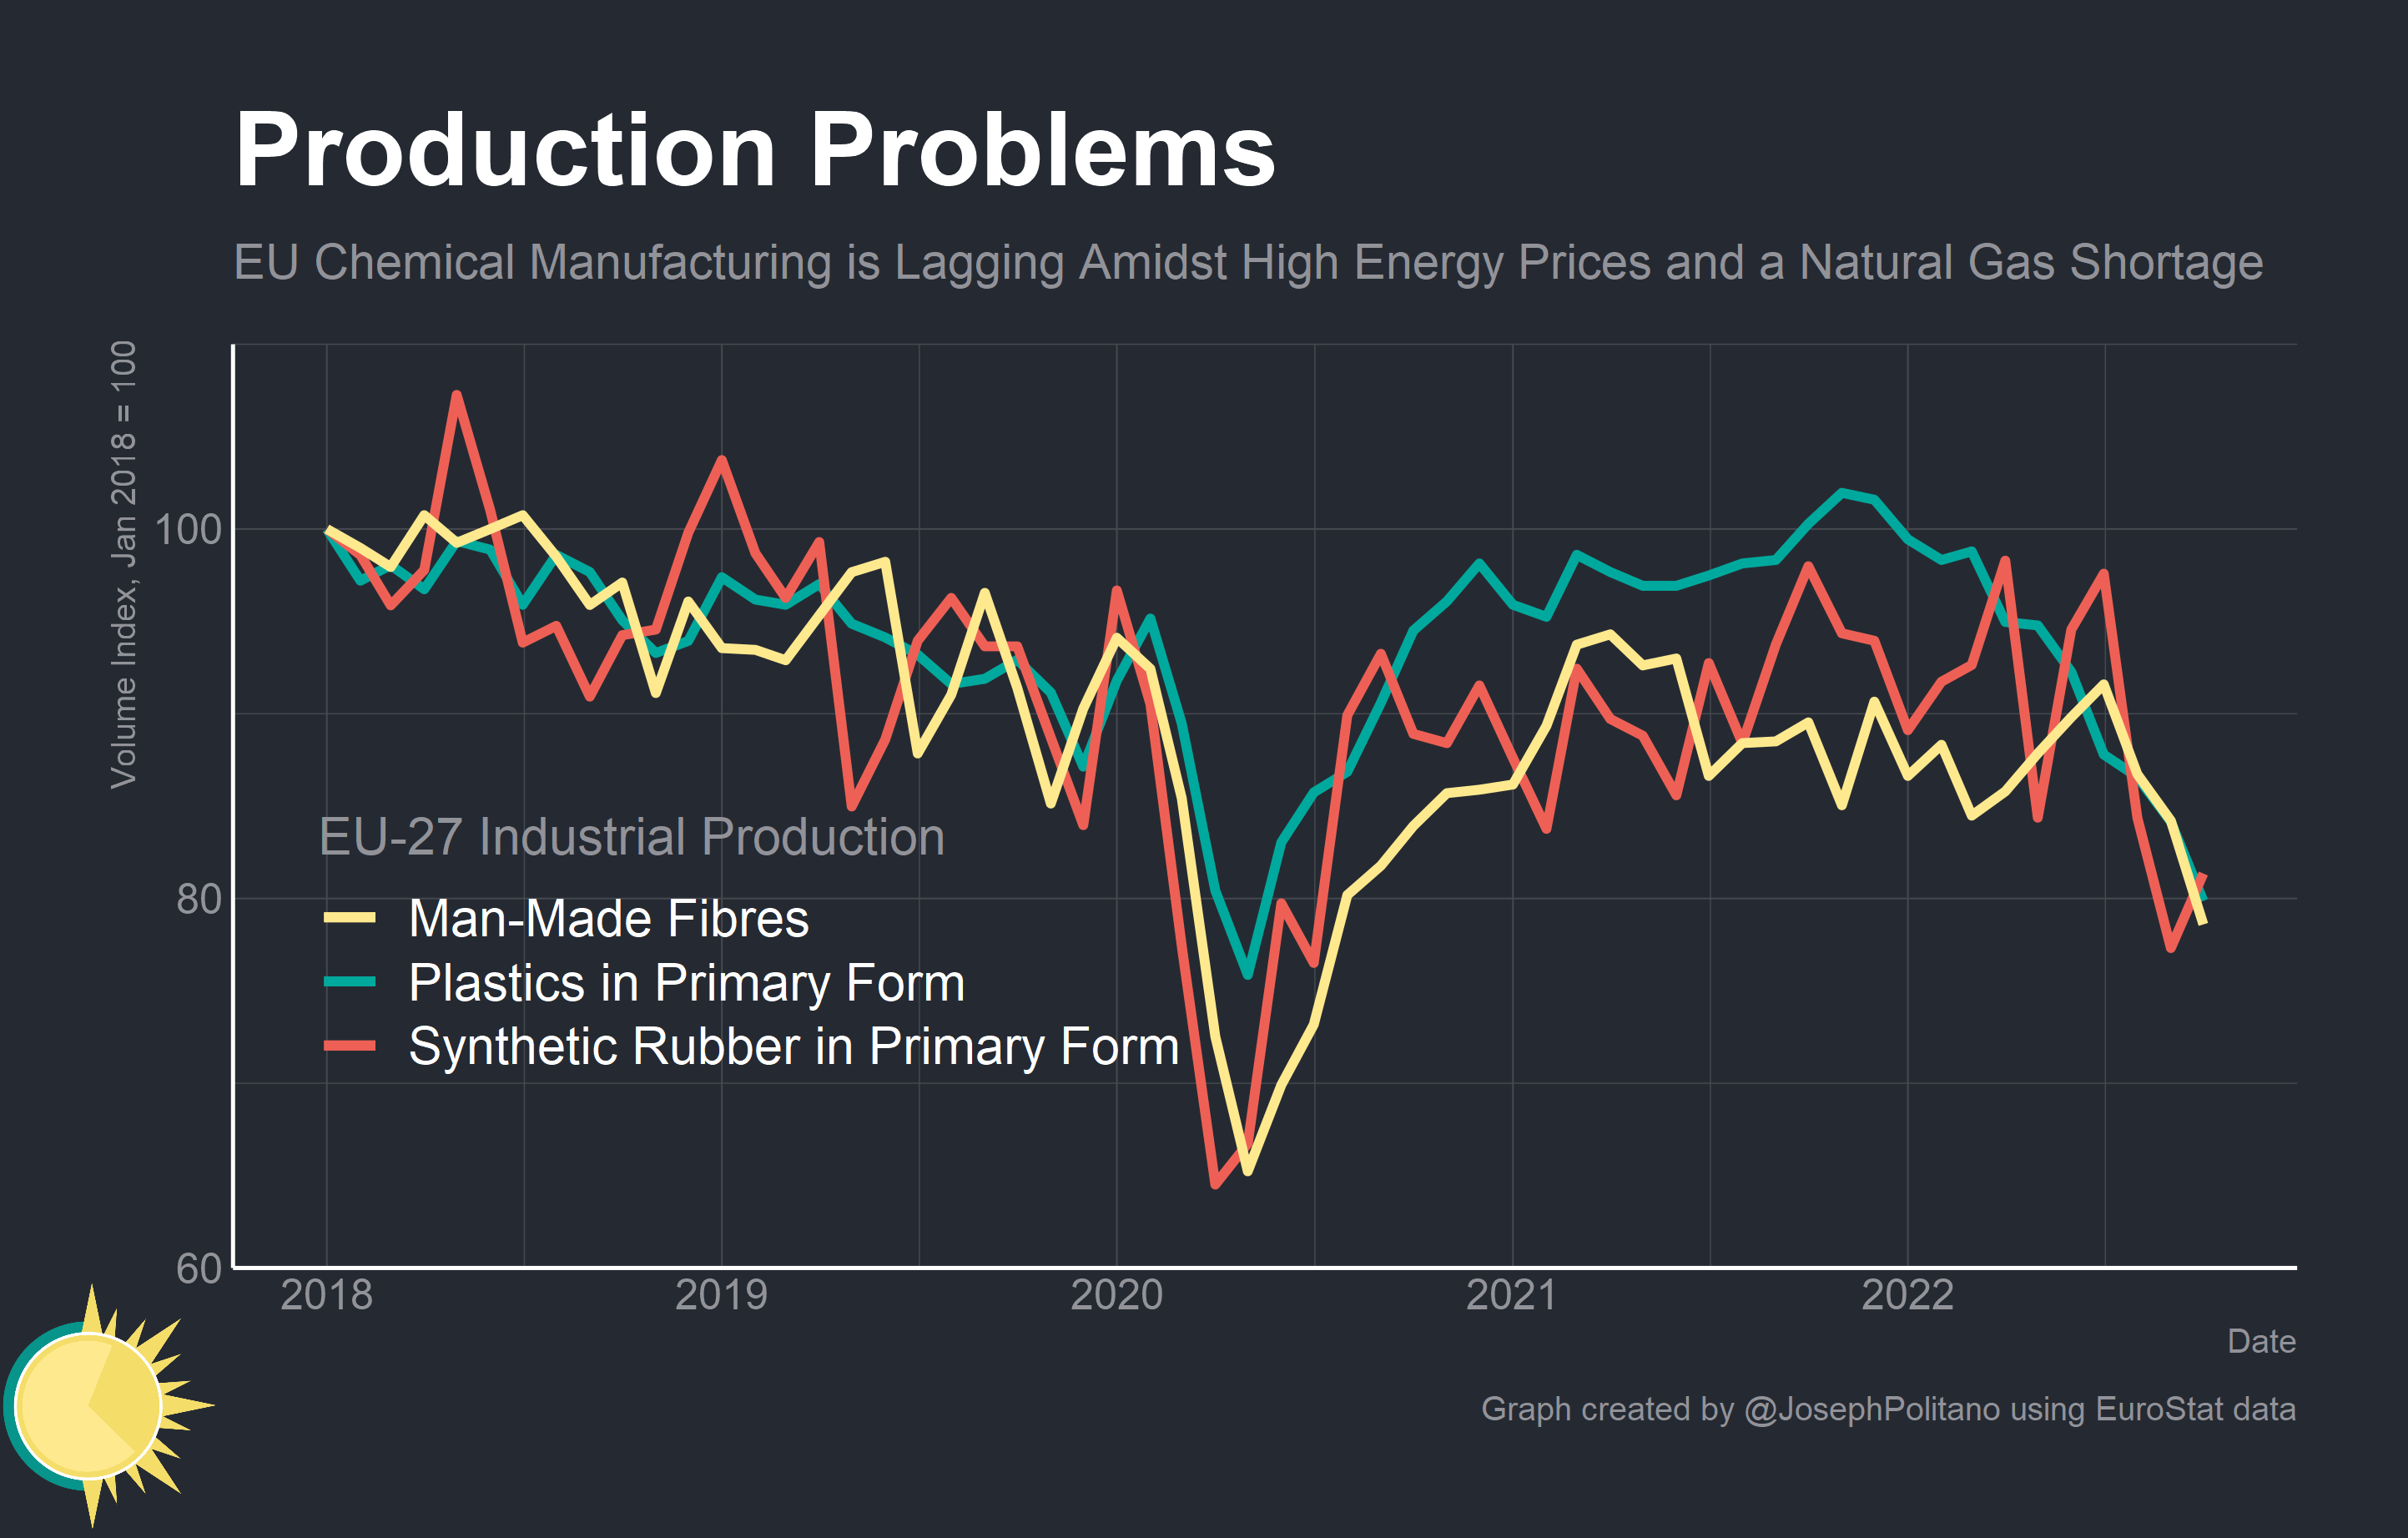 Production Problems
EU Chemical Manufacturing is Lagging Amidst High Energy Prices and a Natural Gas Shortage
Volume Index, Jan 2018 = 100
100
80
60
EU-27 Industrial Production
Man-Made Fibres
Plastics in Primary Form
Synthetic Rubber in Primary Form
2018
2019
2020
2021
2022
Date
Graph created by @JosephPolitano using EuroStat data